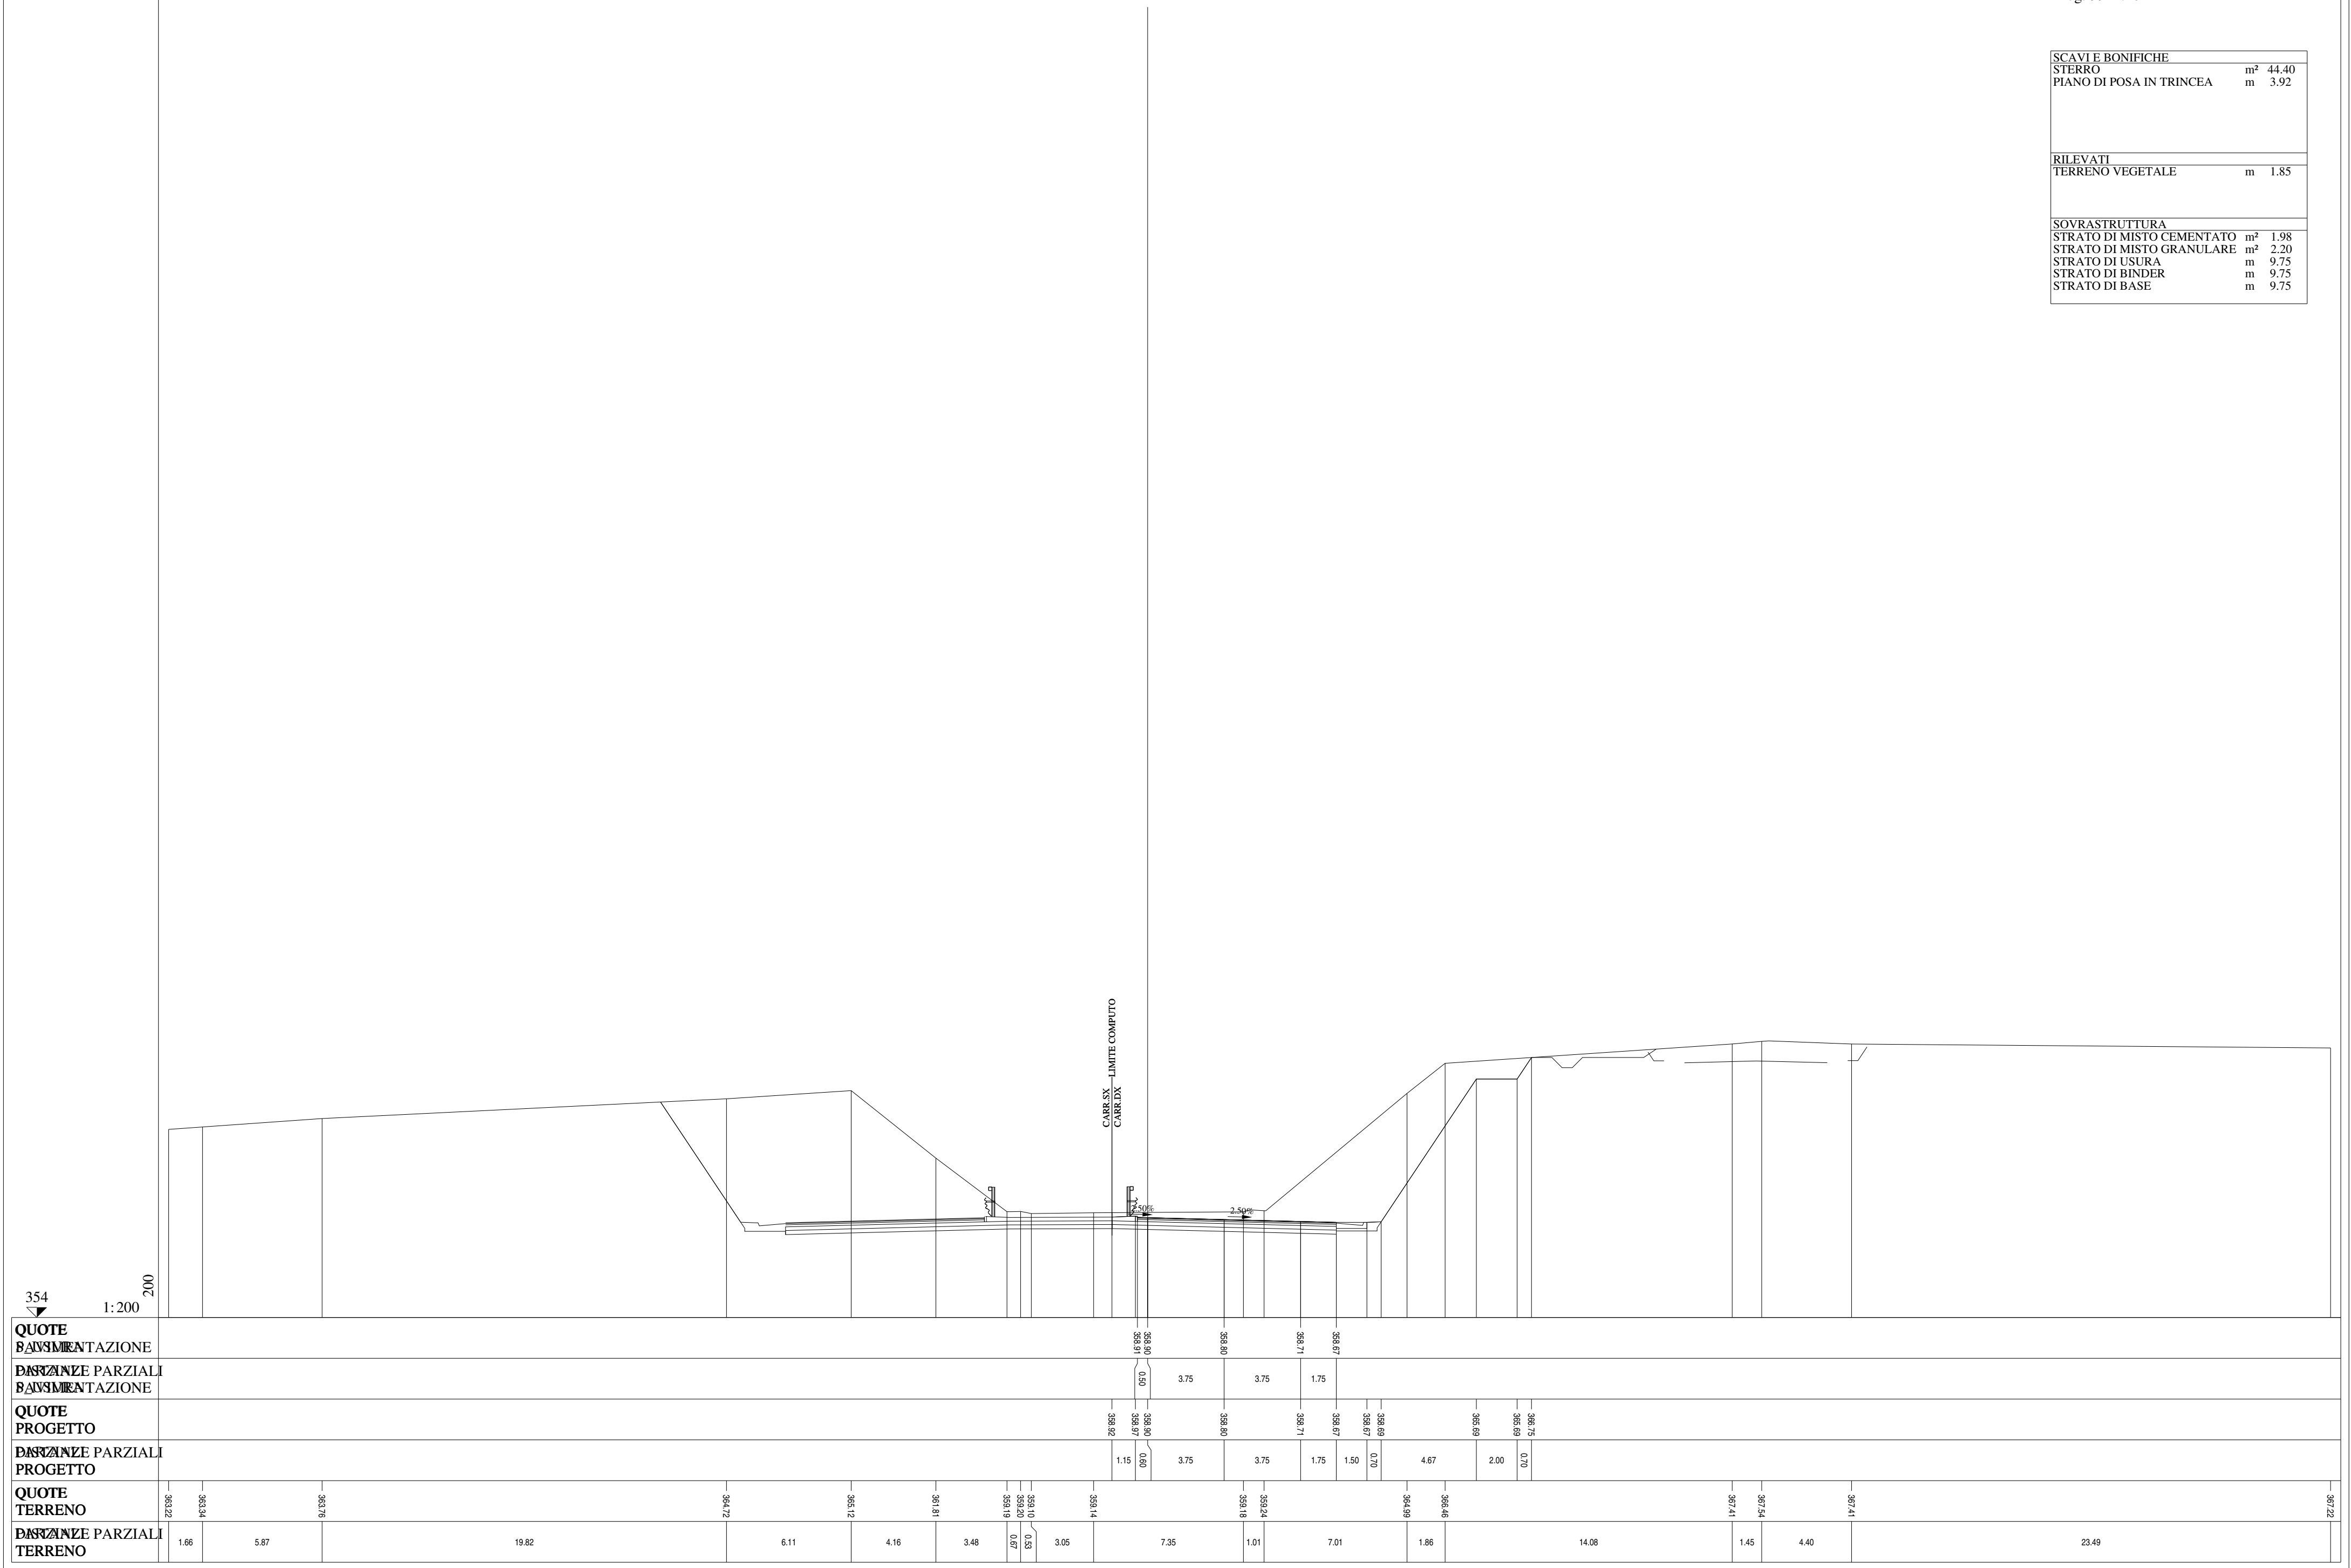 SCAVI E BONIFICHE
STERRO m² 44.40
PIANO DI POSA IN TRINCEA m 3.92
RILEVATI
TERRENO VEGETALE m 1.85
SOVRASTRUTTURA
STRATO DI MISTO CEMENTATO m² 1.98
STRATO DI MISTO GRANULARE m² 2.20
STRATO DI USURA m 9.75
STRATO DI BINDER m 9.75
STRATO DI BASE m 9.75
LIMITE COMPUTO
CARR.SX
CARR.DX
2.50%
354
1:200
200
QUOTE
PAVIMENTAZIONE
358.91 358.90 358.80 358.71 358.67
PARZIALI
PAVIMENTAZIONE
0.50 3.75 3.75 1.75
QUOTE
PROGETTO
358.92 358.97 358.90 358.80 358.71 358.67 358.67 358.69 365.69 365.69 366.75
PARZIALI
PROGETTO
1.15 0.60 3.75 3.75 1.75 1.50 0.70 4.67 2.00 0.70
QUOTE
TERRENO
363.22 363.34 363.76 364.72 365.12 361.81 359.19 359.20 359.10 359.14 359.18 359.24 364.99 366.46 367.41 367.54 367.41 367.22
PARZIALI
TERRENO
1.66 5.87 19.82 6.11 4.16 3.48 0.67 0.53 3.05 7.35 1.01 7.01 1.86 14.08 1.45 4.40 23.49